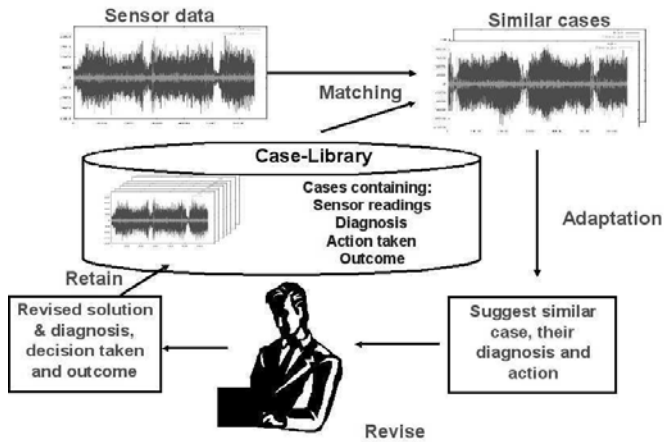 Sensor data
Similar cases
Matching
Case-Library
Cases containing:
Sensor readings
Diagnosis
Action taken
Outcome
Adaptation
Retain
Revised solution
& diagnosis,
decision taken
and outcome
Suggest similar
case, their
diagnosis and
action
Revise